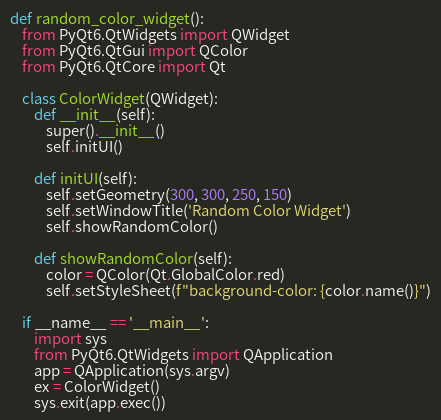 def random_color_widget():
    from PyQt6.QtWidgets import QWidget
    from PyQt6.QtGui import QColor
    from PyQt6.QtCore import Qt

    class ColorWidget(QWidget):
        def __init__(self):
            super().__init__()
            self.initUI()

        def initUI(self):
            self.setGeometry(300, 300, 250, 150)
            self.setWindowTitle('Random Color Widget')
            self.showRandomColor()

        def showRandomColor(self):
            color = QColor(Qt.GlobalColor.red)
            self.setStyleSheet(f"background-color: {color.name()}")

    if __name__ == '__main__':
        import sys
        from PyQt6.QtWidgets import QApplication
        app = QApplication(sys.argv)
        ex = ColorWidget()
        sys.exit(app.exec())